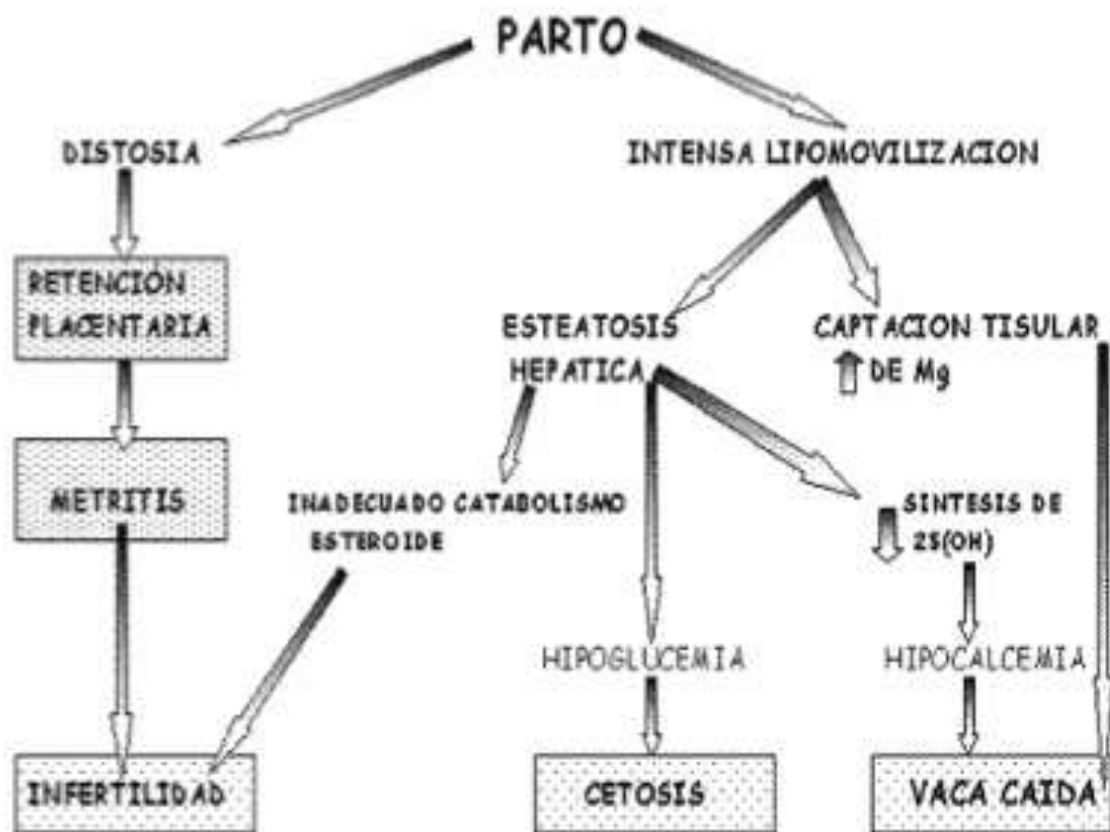 PARTO
DISTOSIA
INTENSA LIPOMOVILIZACION
RETENCIÓN
PLACENTARIA
ESTEATOSIS
HEPATICA
CAPTACION TISULAR
DE Mg
METRITIS
INADECUADO CATABOLISMO
ESTEROIDE
SINTESIS DE
25(OH)
HIPOGLUCEMIA
HIPOCALCEMIA
INFERTILIDAD
CETOSIS
VACA CAIDA